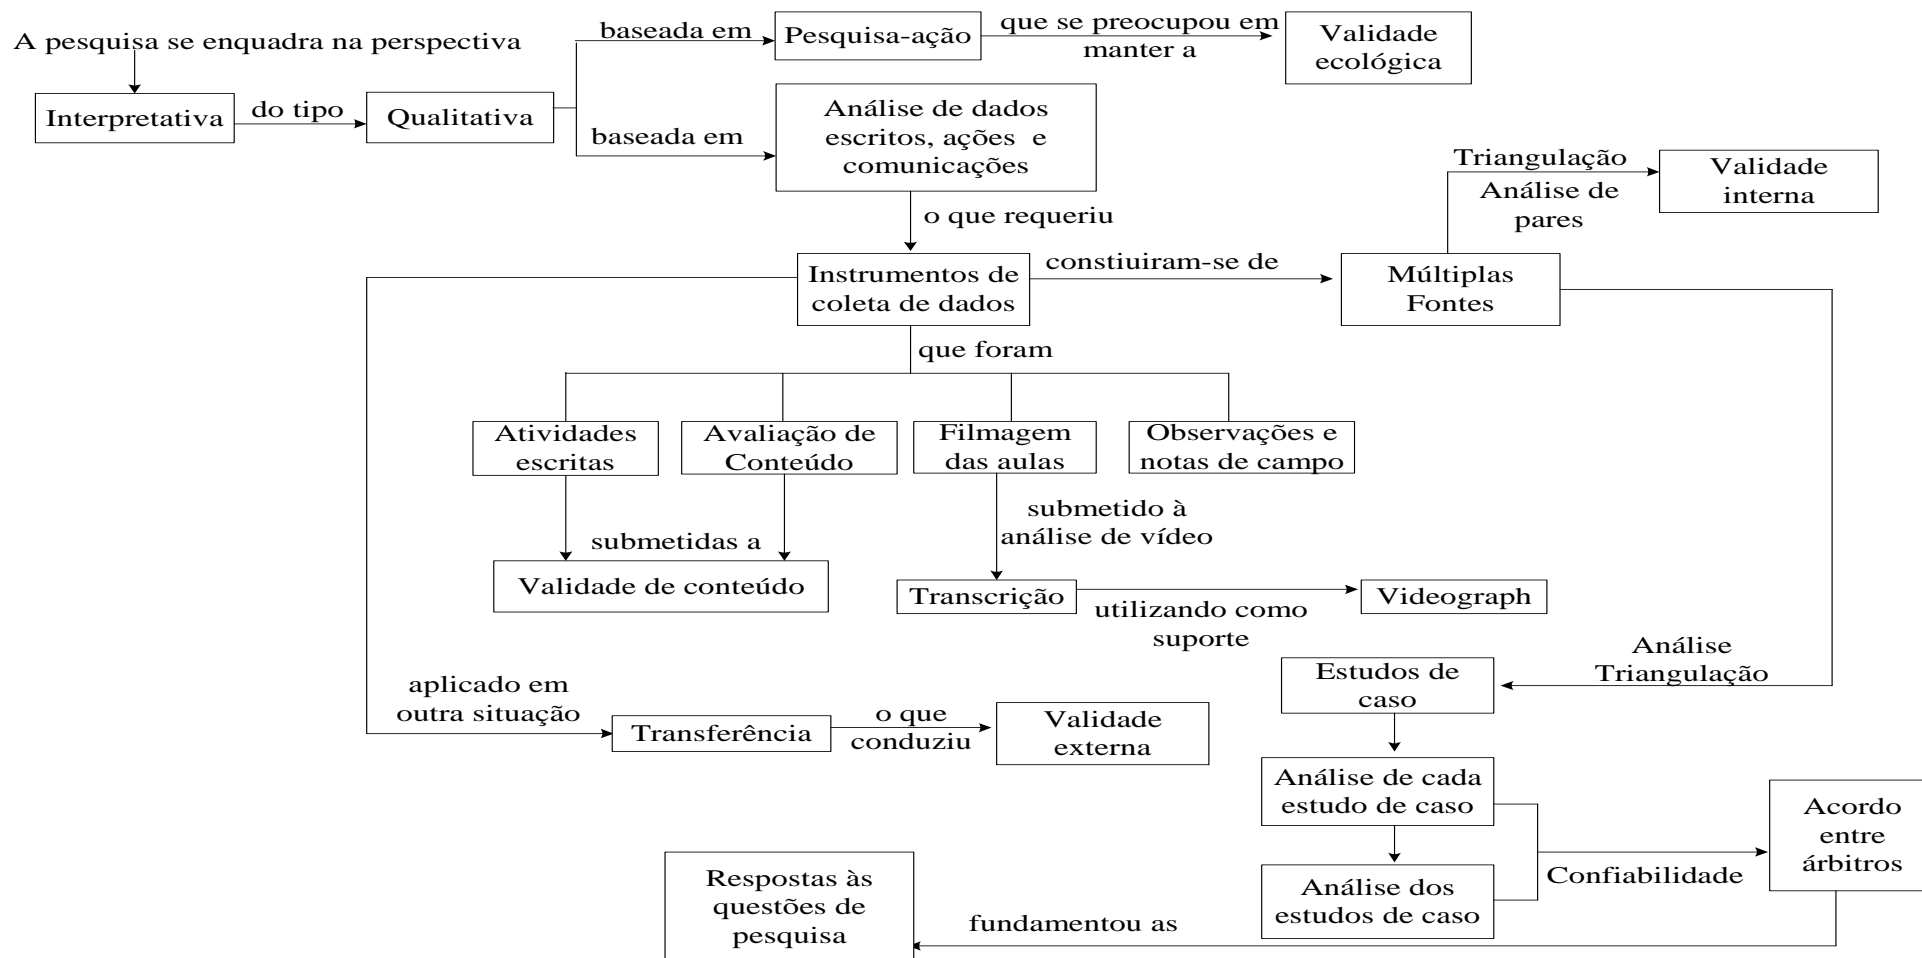 A pesquisa se enquadra na perspectiva
Interpretativa
do tipo
Qualitativa
baseada em
Pesquisa-ação
que se preocupou em
manter a
Validade
ecológica
baseada em
Análise de dados
escritos, ações e
comunicações
o que requeriu
Instrumentos de
coleta de dados
constiuiram-se de
Múltiplas
Fontes
Triangulação
Análise de
pares
Validade
interna
que foram
Atividades
escritas
Avaliação de
Conteúdo
Filmagem
das aulas
Observações e
notas de campo
submetidas a
Validade de conteúdo
submetido à
análise de vídeo
Transcrição
utilizando como
suporte
Videograph
aplicado em
outra situação
Transferência
o que
conduziu
Validade
externa
Análise
Triangulação
Estudos de
caso
Análise de cada
estudo de caso
Análise dos
estudos de caso
Confiabilidade
Acordo
entre
árbitros
fundamentou as
Respostas às
questões de
pesquisa